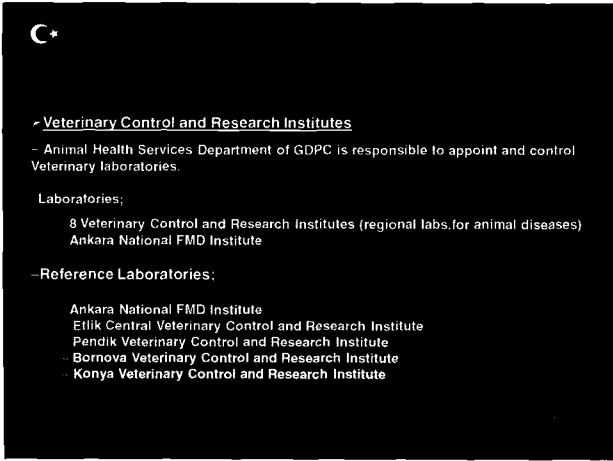 - Veterinary Control and Research Institutes
– Animal Health Services Department of GDPC is responsible to appoint and control
Veterinary laboratories.
Laboratories;
8 Veterinary Control and Research Institutes (regional labs.for animal diseases)
Ankara National FMD Institute
–Reference Laboratories;
Ankara National FMD Institute
Etlik Central Veterinary Control and Research Institute
Pendik Veterinary Control and Research Institute
- Bornova Veterinary Control and Research Institute
- Konya Veterinary Control and Research Institute